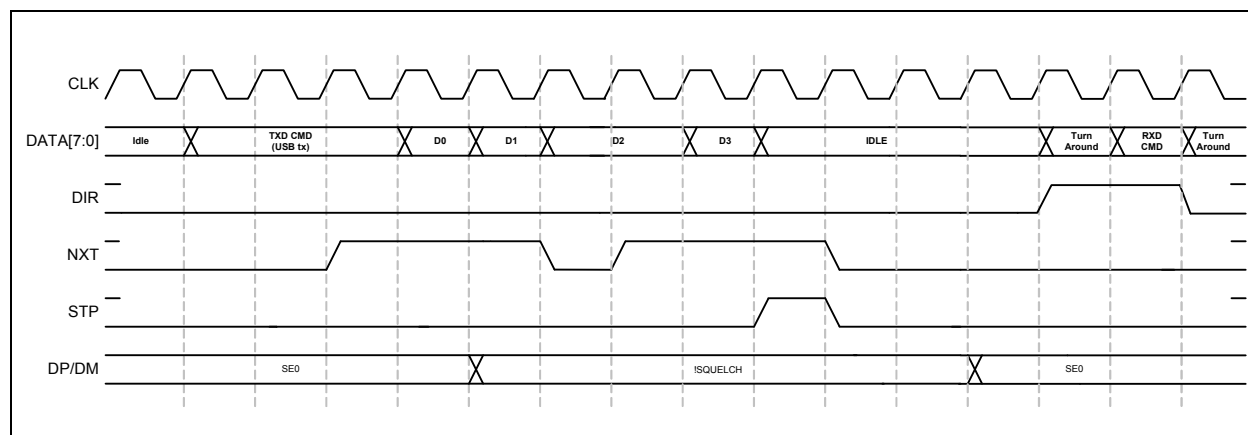 CLK
DATA[7:0]
Idle
TXD CMD
(USB tx)
D0
D1
D2
D3
IDLE
Turn
Around
RXD
CMD
Turn
Around
DIR
NXT
STP
DP/DM
SE0
!SQUELCH
SE0